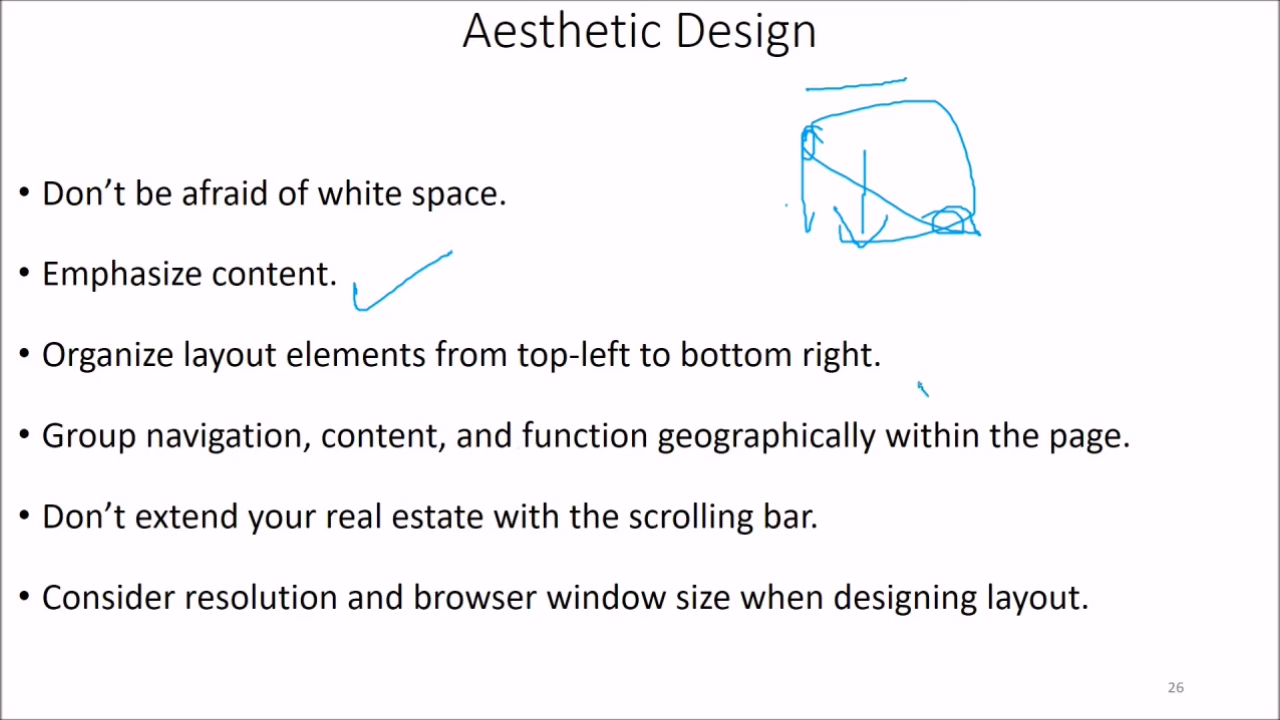 Aesthetic Design
• Don’t be afraid of white space.
• Emphasize content.
• Organize layout elements from top-left to bottom right.
• Group navigation, content, and function geographically within the page.
• Don’t extend your real estate with the scrolling bar.
• Consider resolution and browser window size when designing layout.
26